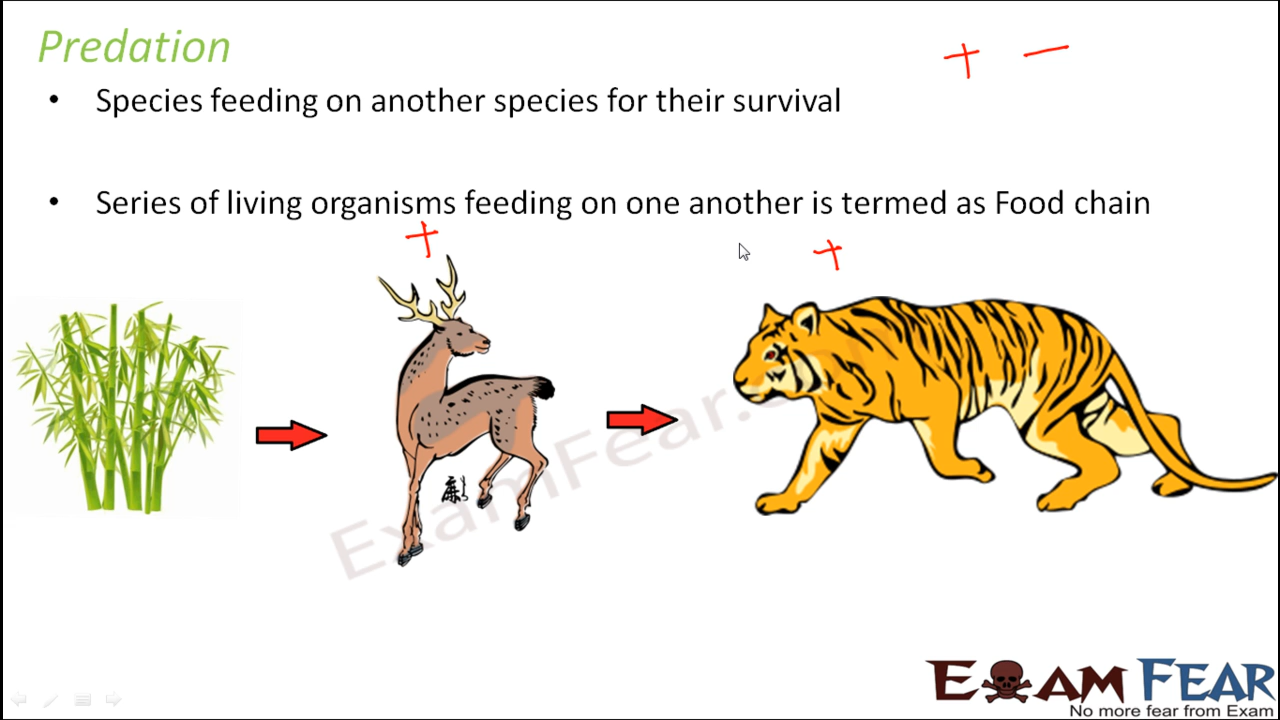 Predation
+ −
• Species feeding on another species for their survival
• Series of living organisms feeding on one another is termed as Food chain
+ +
ExamFear.c
EXAM FEAR
No more fear from Exam